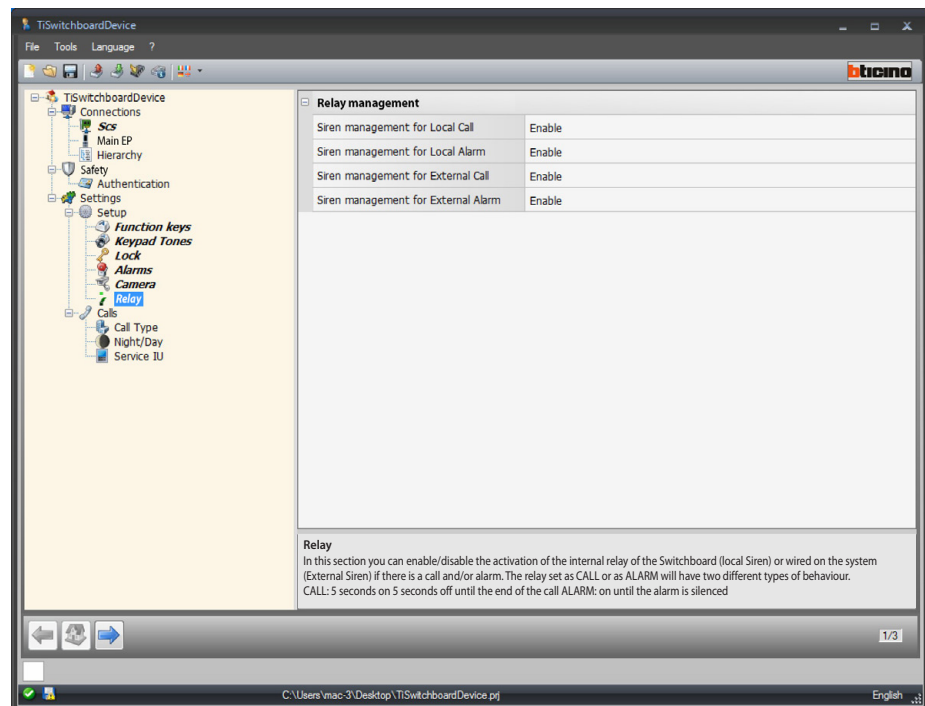 TiSwitchboardDevice
File Tools Language ?
bticino
TiSwitchboardDevice
Connections
Scs
Main EP
Hierarchy
Safety
Authentication
Settings
Setup
Function keys
Keypad Tones
Lock
Alarms
Camera
Relay
Calls
Call Type
Night/Day
Service IU
Relay management
Siren management for Local Call Enable
Siren management for Local Alarm Enable
Siren management for External Call Enable
Siren management for External Alarm Enable
Relay
In this section you can enable/disable the activation of the internal relay of the Switchboard (local Siren) or wired on the system
(External Siren) if there is a call and/or alarm. The relay set as CALL or as ALARM will have two different types of behaviour.
CALL: 5 seconds on 5 seconds off until the end of the call ALARM: on until the alarm is silenced
1/3
C:\Users\mac-3\Desktop\TiSwitchboardDevice.prj
English